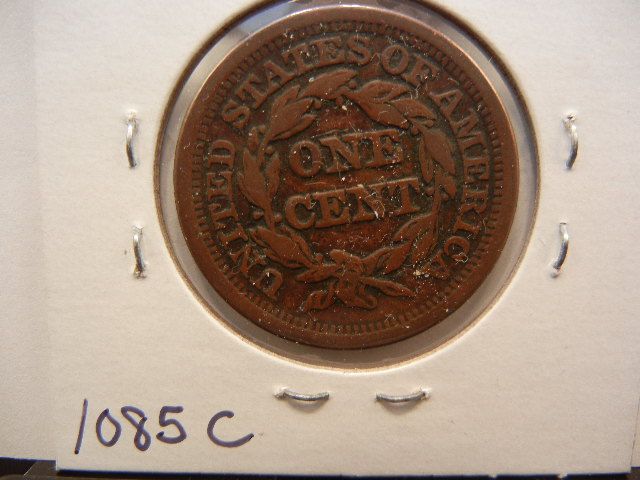 UNITED STATES OF AMERICA
ONE
CENT
1085 C